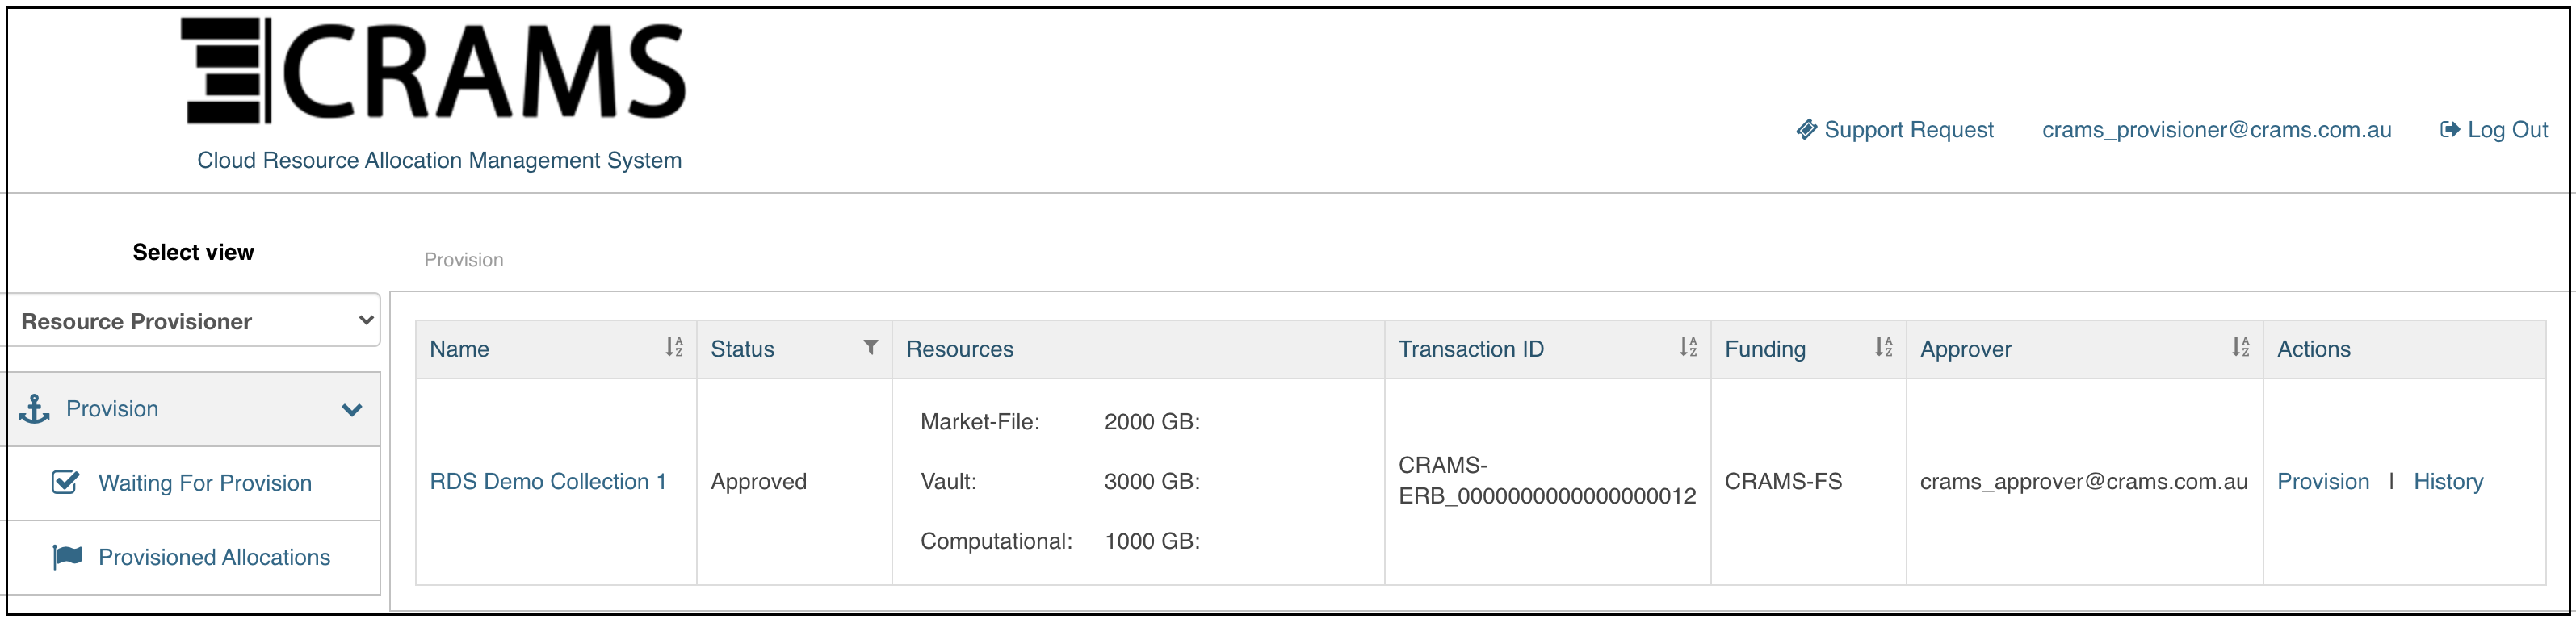 CRAMS
Cloud Resource Allocation Management System
Support Request crams_provisioner@crams.com.au Log Out
Select view
Provision
Resource Provisioner
Provision
Waiting For Provision
Provisioned Allocations
Name Status Resources Transaction ID Funding Approver Actions
RDS Demo Collection 1
Approved
Market-File: 2000 GB:
Vault: 3000 GB:
Computational: 1000 GB:
CRAMS-
ERB_0000000000000000012
CRAMS-FS
crams_approver@crams.com.au
Provision | History